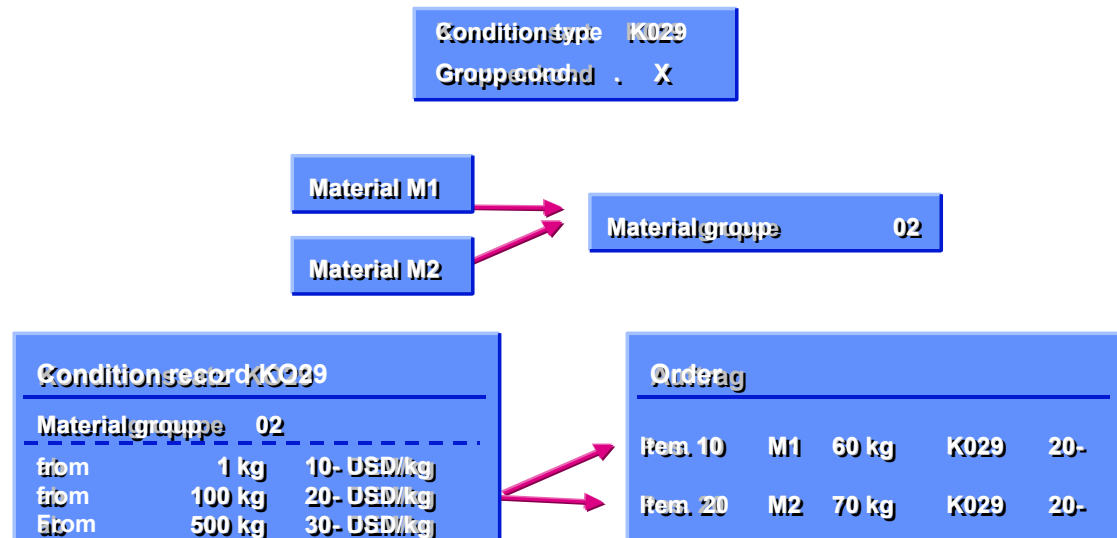 Condition type K029
Group cond. . X
Material M1
Material group 02
Material M2
Condition record KO29
Material group 02
from 1 kg 10- USD/kg
from 100 kg 20- USD/kg
From 500 kg 30- USD/kg
Order
Item 10 M1 60 kg K029 20-
Item 20 M2 70 kg K029 20-